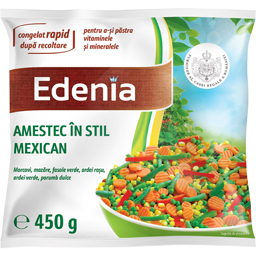 congelat rapid
după recoltare
pentru a-și păstra
vitaminele
și mineralele
Edenia
AMESTEC ÎN STIL
MEXICAN
Morcovi, mazăre, fasole verde, ardei roșu,
ardei verde, porumb dulce
℮ 450 g